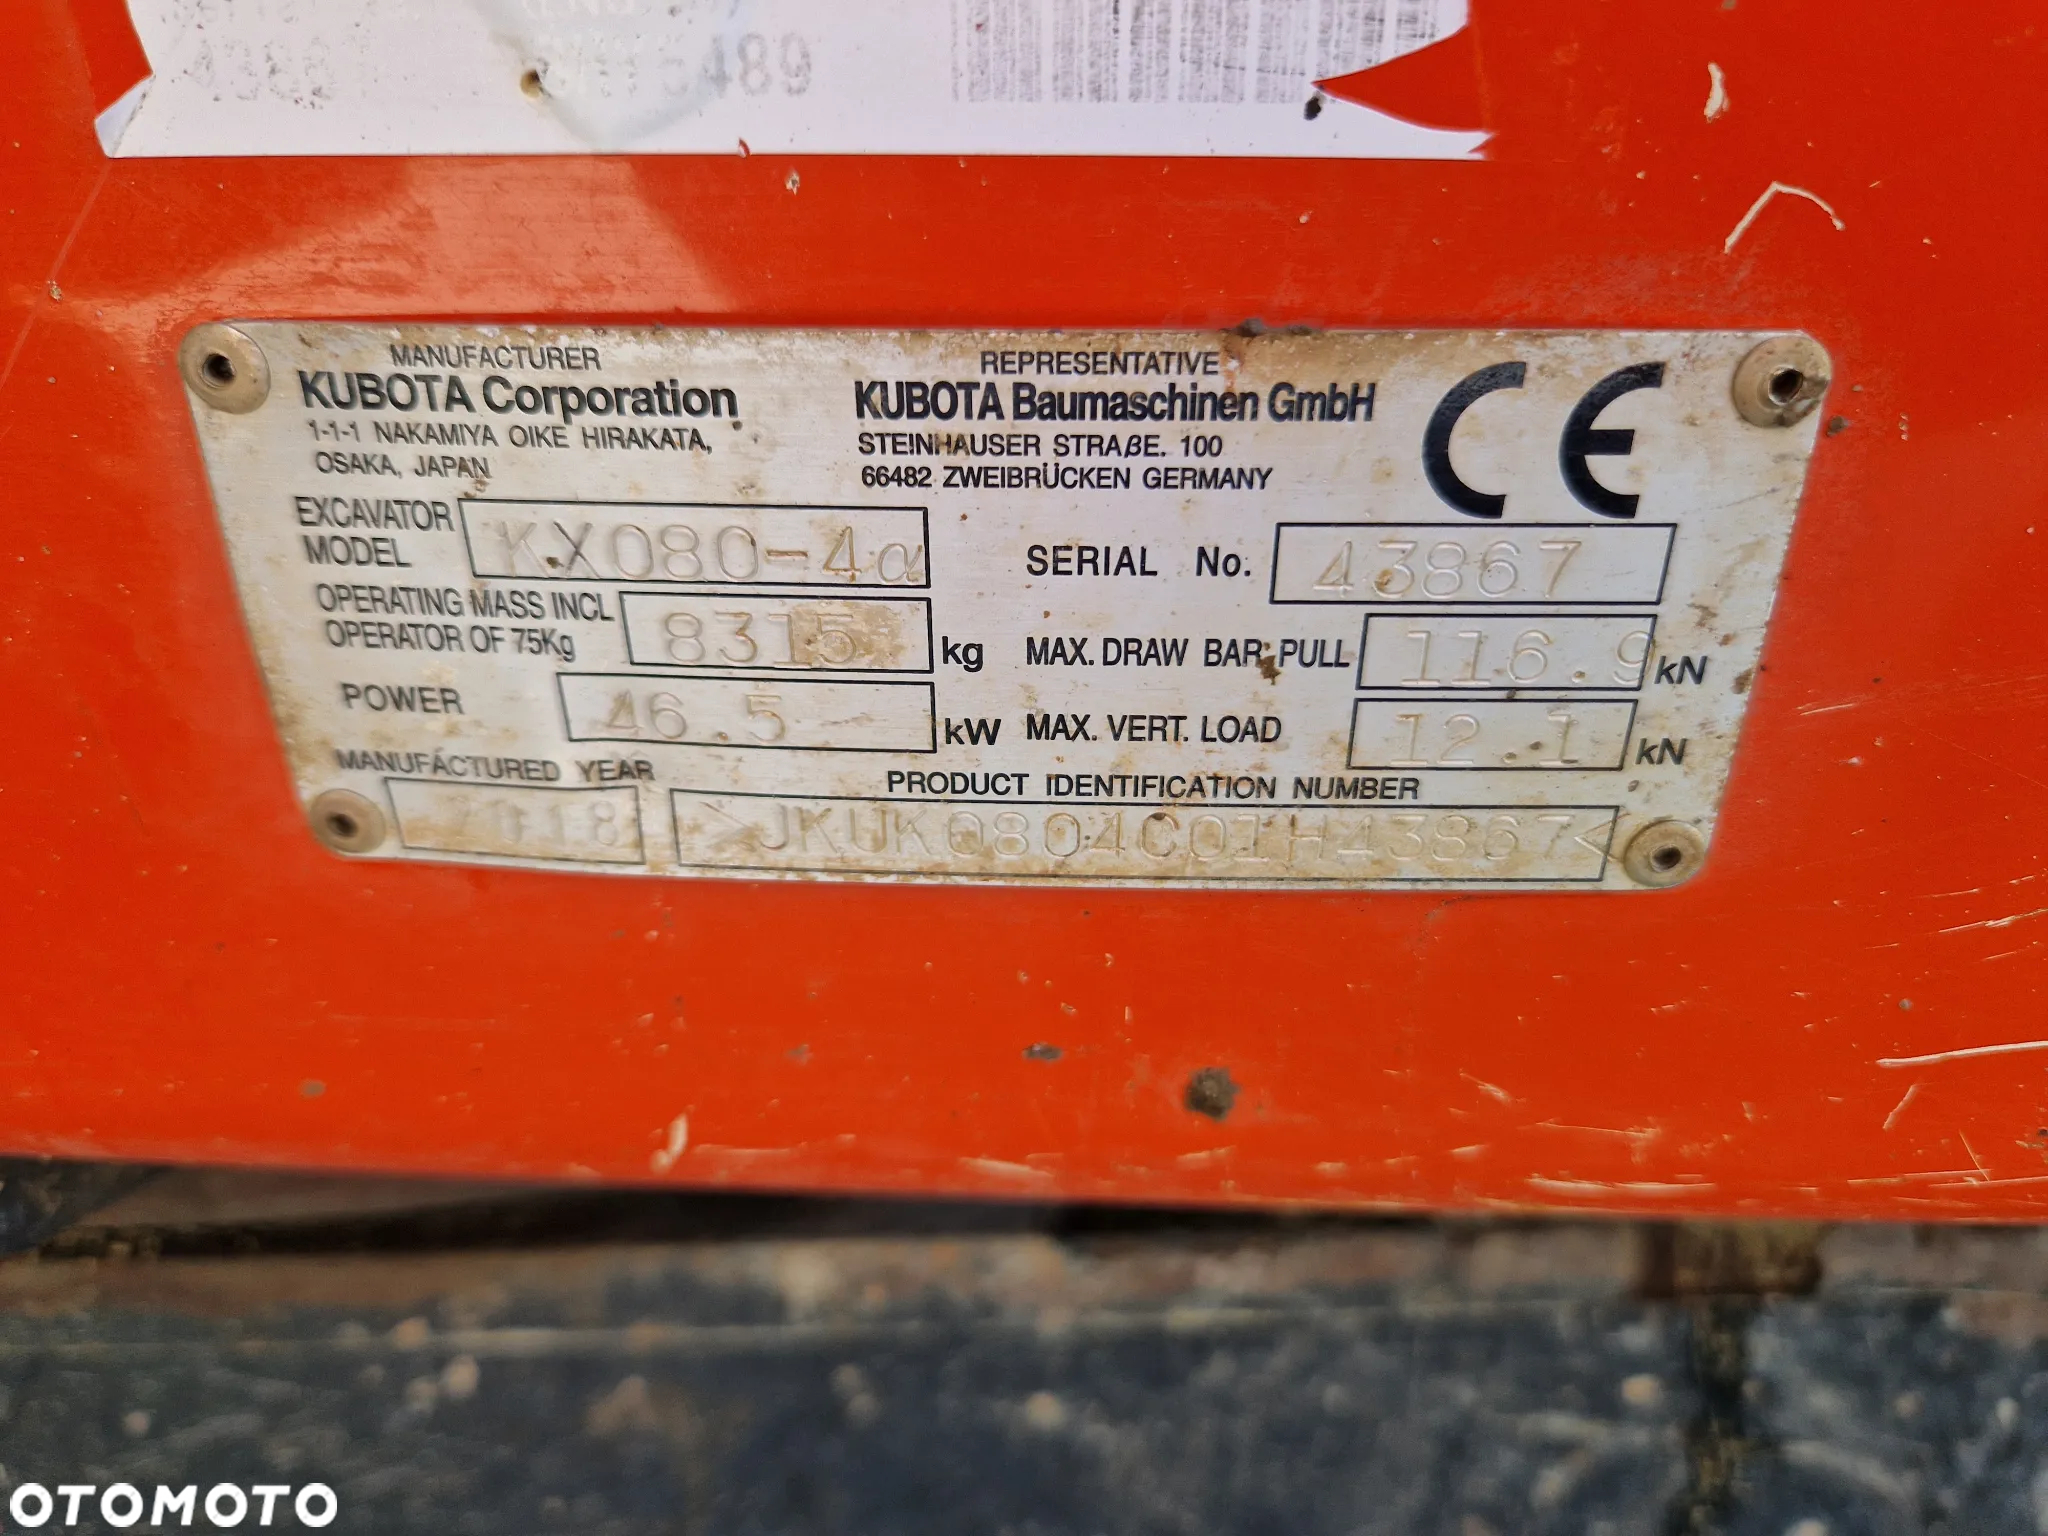 489
MANUFACTURER
KUBOTA Corporation
1-1-1 NAKAMIYA OIKE HIRAKATA,
OSAKA, JAPAN
REPRESENTATIVE
KUBOTA Baumaschinen GmbH
STEINHAUSER STRAßE. 100
66482 ZWEIBRÜCKEN GERMANY
CE
EXCAVATOR
MODEL
KX080-4α
SERIAL No. 43867
OPERATING MASS INCL
OPERATOR OF 75Kg
8315 kg
MAX. DRAW BAR PULL 116.9 kN
POWER 46.5 kW
MAX. VERT. LOAD 12.1 kN
MANUFACTURED YEAR
2018
PRODUCT IDENTIFICATION NUMBER
>JKUK0804C01H43867<
OTOMOTO